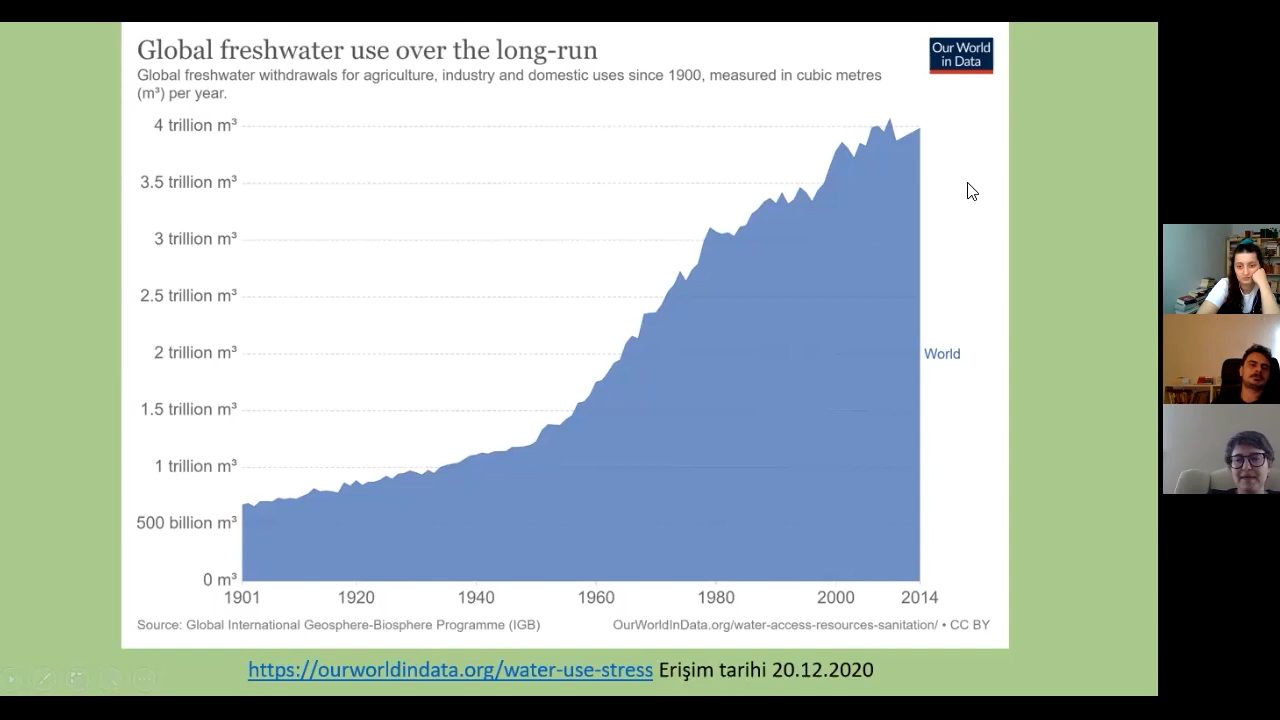 Global freshwater use over the long-run
Our World
in Data
Global freshwater withdrawals for agriculture, industry and domestic uses since 1900, measured in cubic metres
(m³) per year.
4 trillion m³
3.5 trillion m³
3 trillion m³
2.5 trillion m³
2 trillion m³
World
1.5 trillion m³
1 trillion m³
500 billion m³
0 m³
1901 1920 1940 1960 1980 2000 2014
Source: Global International Geosphere-Biosphere Programme (IGB) OurWorldInData.org/water-access-resources-sanitation/ • CC BY
https://ourworldindata.org/water-use-stress Erişim tarihi 20.12.2020